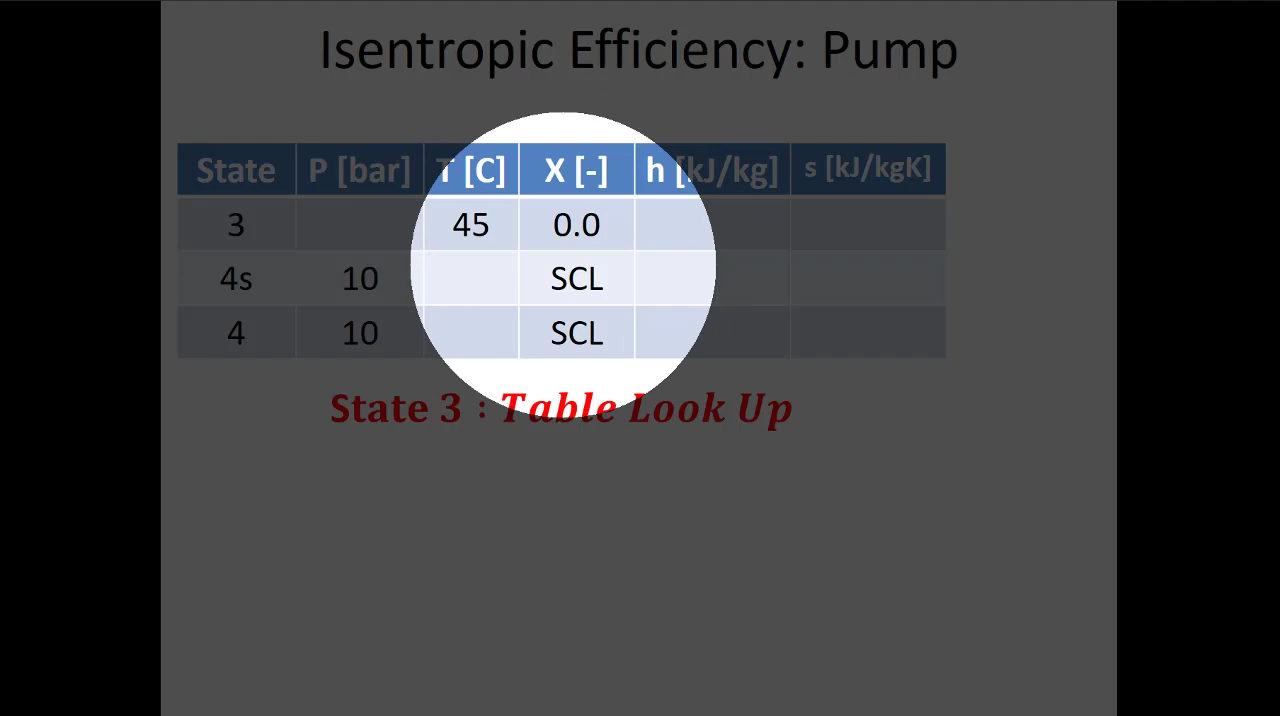 Isentropic Efficiency: Pump
State P [bar] T [C] X [-] h [kJ/kg] s [kJ/kgK]
3 45 0.0
4s 10 SCL
4 10 SCL
State 3 : Table Look Up